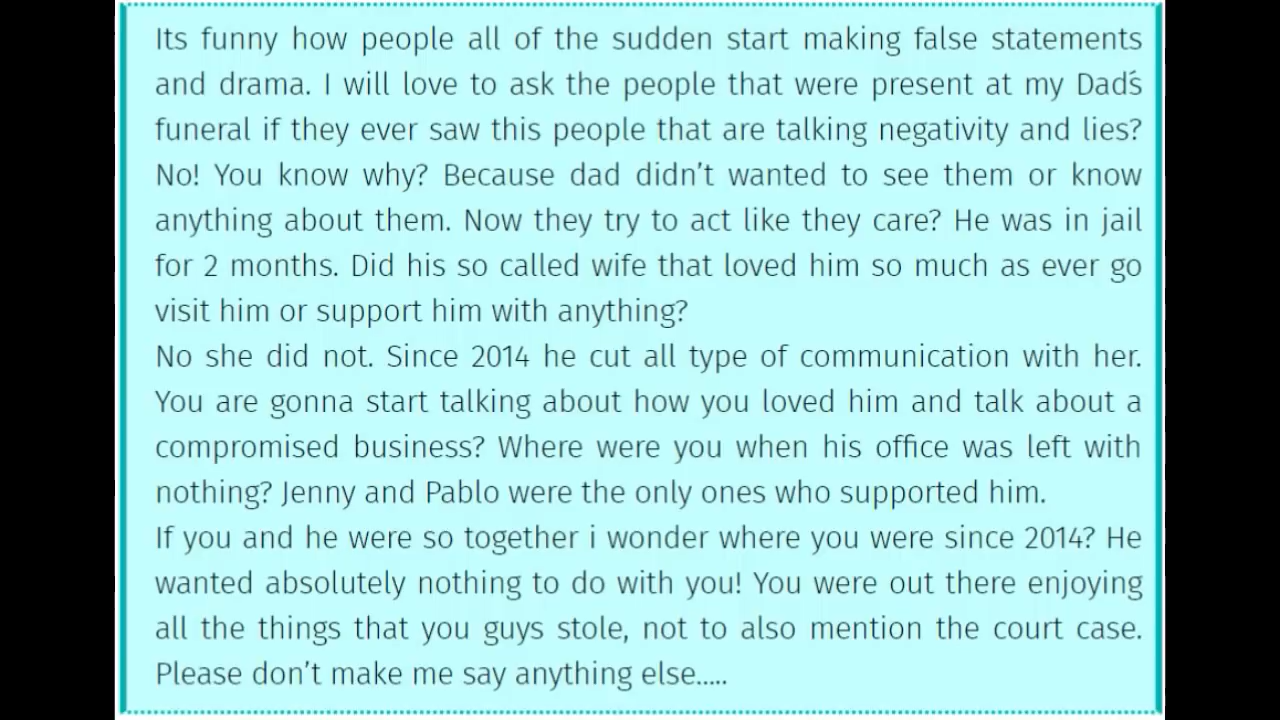 Its funny how people all of the sudden start making false statements
and drama. I will love to ask the people that were present at my Dad´s
funeral if they ever saw this people that are talking negativity and lies?
No! You know why? Because dad didn’t wanted to see them or know
anything about them. Now they try to act like they care? He was in jail
for 2 months. Did his so called wife that loved him so much as ever go
visit him or support him with anything?
No she did not. Since 2014 he cut all type of communication with her.
You are gonna start talking about how you loved him and talk about a
compromised business? Where were you when his office was left with
nothing? Jenny and Pablo were the only ones who supported him.
If you and he were so together i wonder where you were since 2014? He
wanted absolutely nothing to do with you! You were out there enjoying
all the things that you guys stole, not to also mention the court case.
Please don’t make me say anything else…..